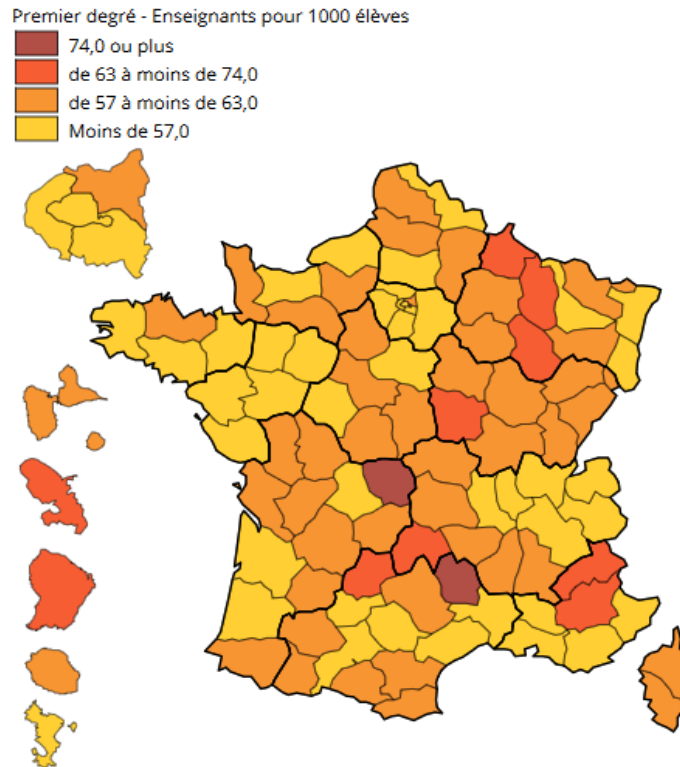 Premier degré - Enseignants pour 1000 élèves
74,0 ou plus
de 63 à moins de 74,0
de 57 à moins de 63,0
Moins de 57,0